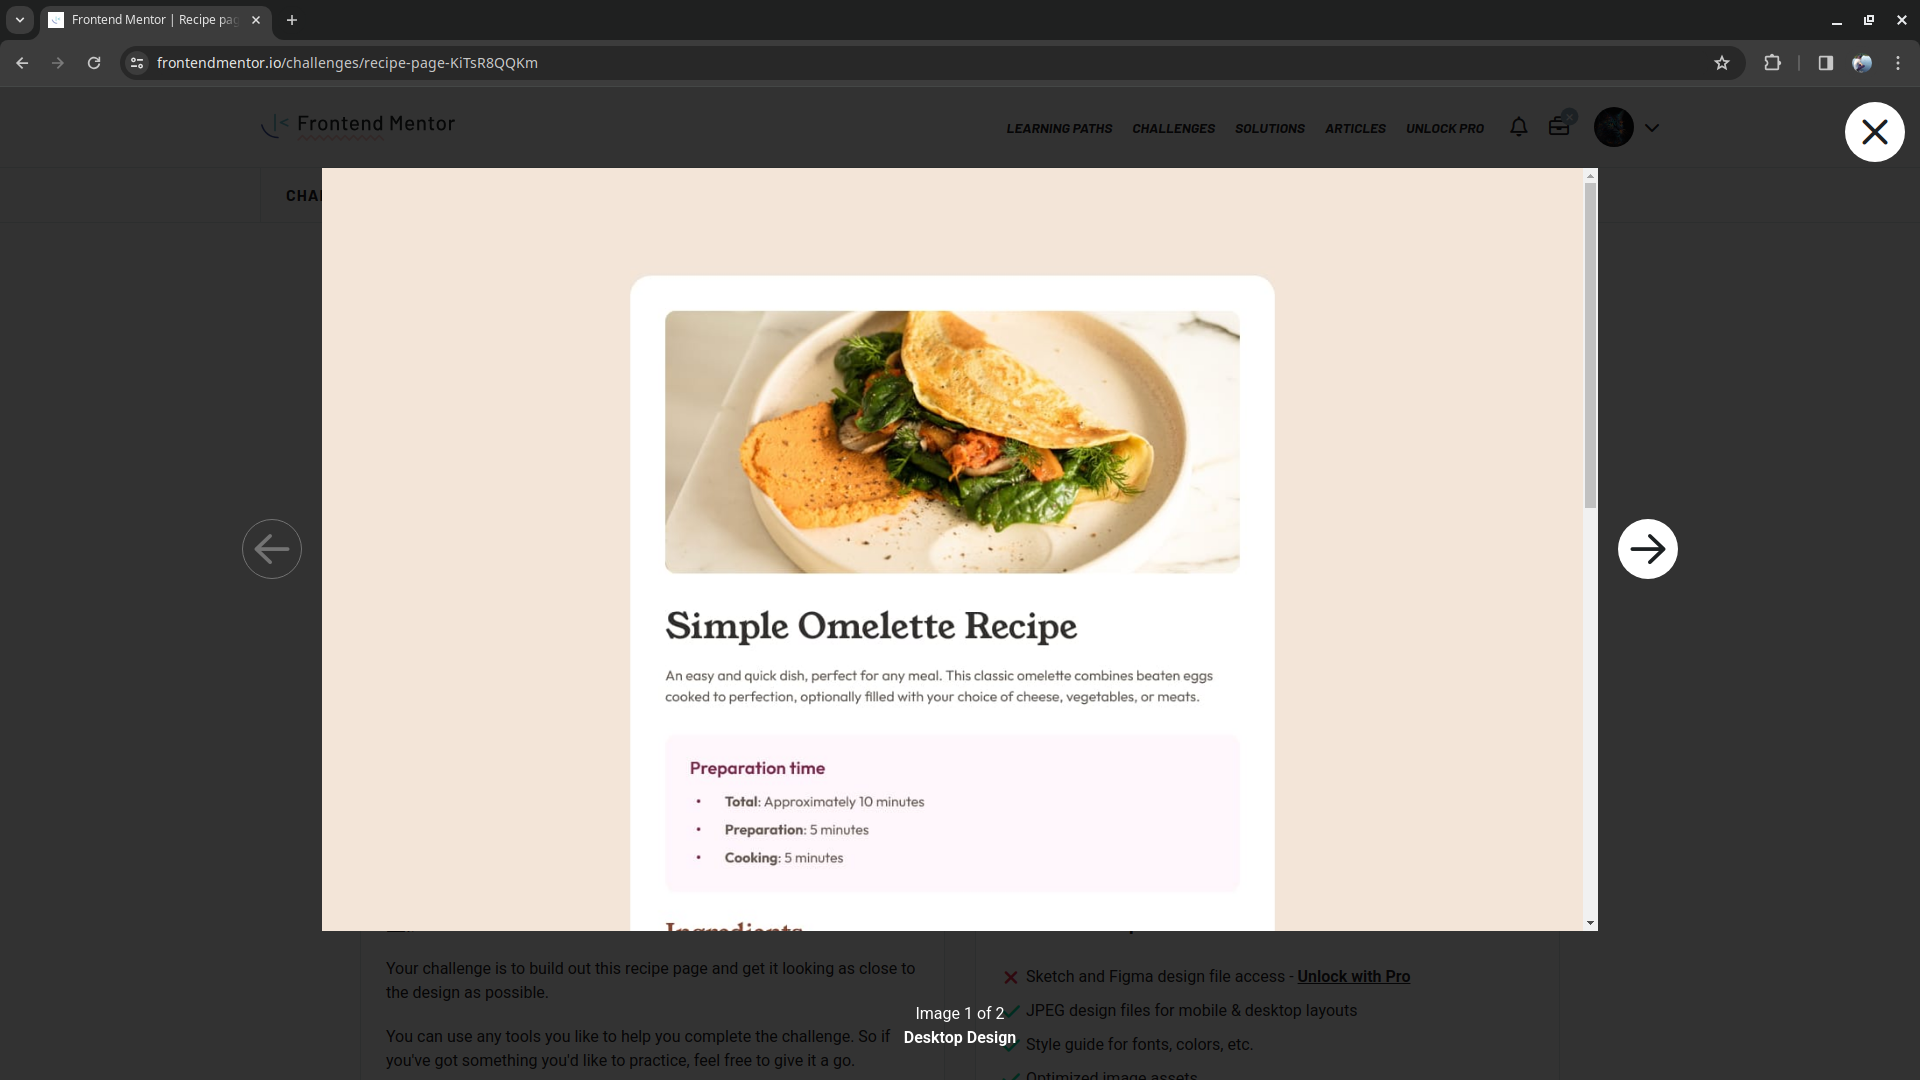 Frontend Mentor | Recipe pag
frontendmentor.io/challenges/recipe-page-KiTsR8QQKm
Frontend Mentor
LEARNING PATHS
CHALLENGES
SOLUTIONS
ARTICLES
UNLOCK PRO
Simple Omelette Recipe
An easy and quick dish, perfect for any meal. This classic omelette combines beaten eggs
cooked to perfection, optionally filled with your choice of cheese, vegetables, or meats.
Preparation time
• Total: Approximately 10 minutes
• Preparation: 5 minutes
• Cooking: 5 minutes
Ingredients
Your challenge is to build out this recipe page and get it looking as close to
the design as possible.
You can use any tools you like to help you complete the challenge. So if
you've got something you'd like to practice, feel free to give it a go.
Sketch and Figma design file access - Unlock with Pro
JPEG design files for mobile & desktop layouts
Style guide for fonts, colors, etc.
Optimized image assets
Image 1 of 2
Desktop Design